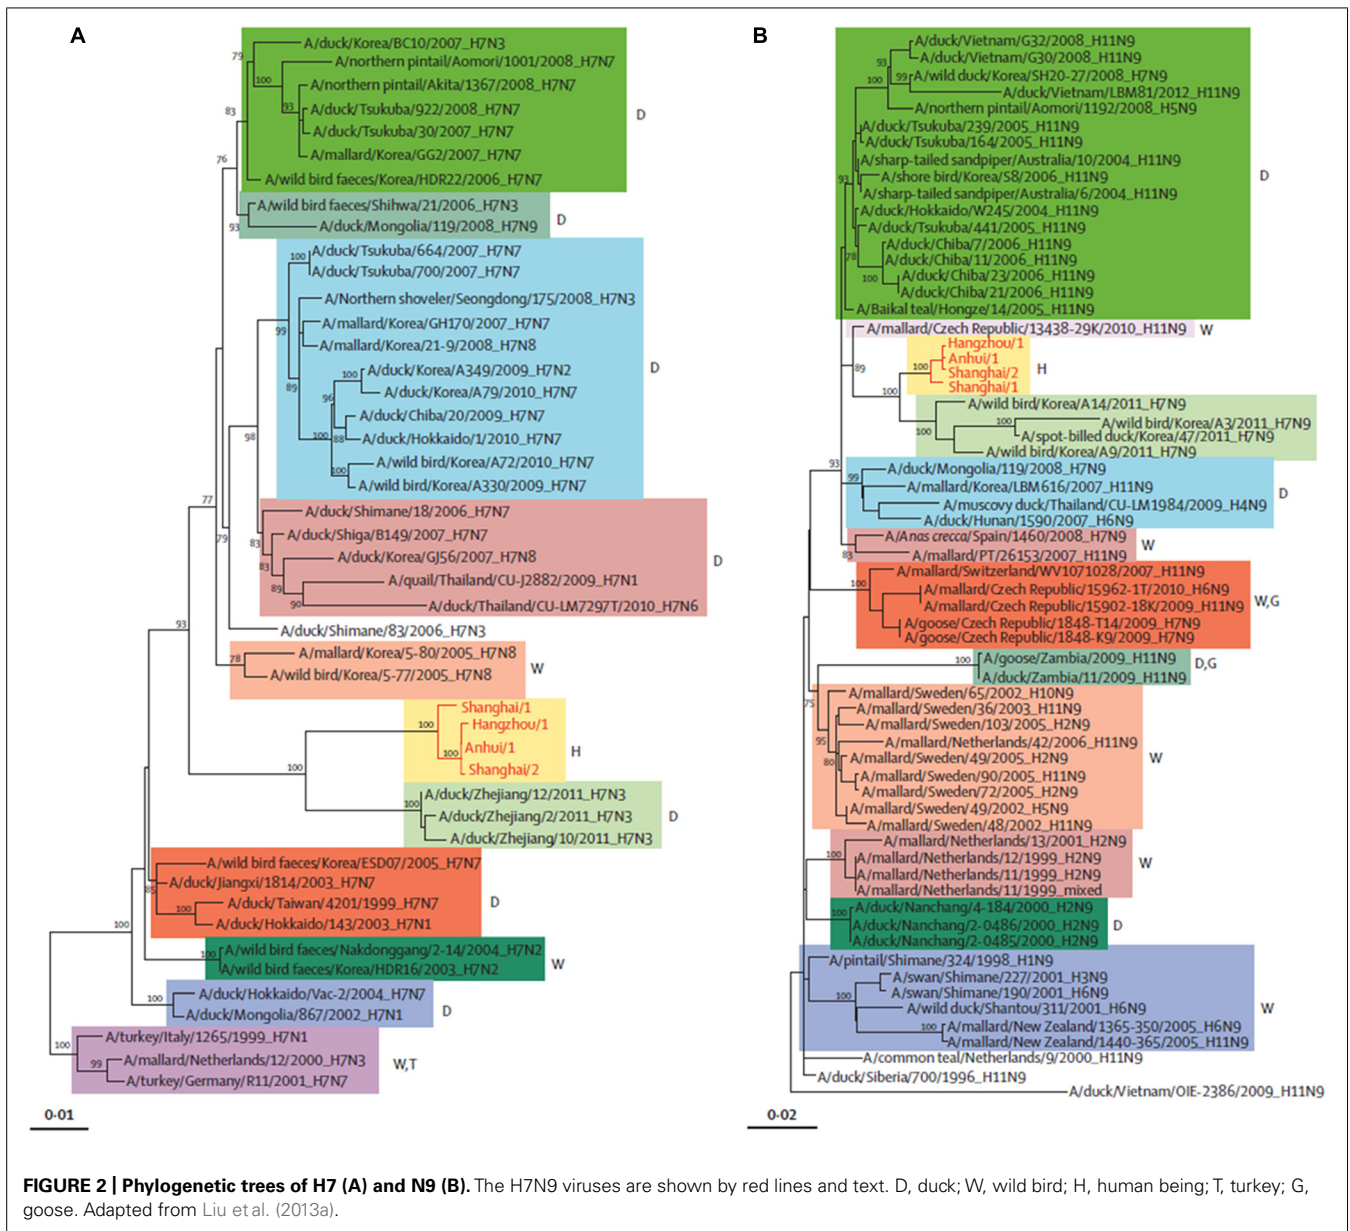 A
79
A/duck/Korea/BC10/2007_H7N3
A/northern pintail/Aomori/1001/2008_H7N7
100
A/northern pintail/Akita/1367/2008_H7N7
93
83
A/duck/Tsukuba/922/2008_H7N7
D
A/duck/Tsukuba/30/2007_H7N7
A/mallard/Korea/GG2/2007_H7N7
76
A/wild bird faeces/Korea/HDR22/2006_H7N7
A/wild bird faeces/Shihwa/21/2006_H7N3
D
93
A/duck/Mongolia/119/2008_H7N9
A/duck/Tsukuba/664/2007_H7N7
100
A/duck/Tsukuba/700/2007_H7N7
A/Northern shoveler/Seongdong/175/2008_H7N3
A/mallard/Korea/GH170/2007_H7N7
99
A/mallard/Korea/21-9/2008_H7N8
D
A/duck/Korea/A349/2009_H7N2
100
89
A/duck/Korea/A79/2010_H7N7
96
A/duck/Chiba/20/2009_H7N7
98
100
88
A/duck/Hokkaido/1/2010_H7N7
A/wild bird/Korea/A72/2010_H7N7
100
A/wild bird/Korea/A330/2009_H7N7
77
A/duck/Shimane/18/2006_H7N7
79
A/duck/Shiga/B149/2007_H7N7
83
A/duck/Korea/GJ56/2007_H7N8
D
83
A/quail/Thailand/CU-J2882/2009_H7N1
89
90
A/duck/Thailand/CU-LM7297T/2010_H7N6
93
A/duck/Shimane/83/2006_H7N3
A/mallard/Korea/5-80/2005_H7N8
78
W
A/wild bird/Korea/5-77/2005_H7N8
Shanghai/1
100
Hangzhou/1
Anhui/1
H
100
Shanghai/2
100
A/duck/Zhejiang/12/2011_H7N3
100
A/duck/Zhejiang/2/2011_H7N3
D
A/duck/Zhejiang/10/2011_H7N3
A/wild bird faeces/Korea/ESD07/2005_H7N7
A/duck/Jiangxi/1814/2003_H7N7
85
A/duck/Taiwan/4201/1999_H7N7
D
100
A/duck/Hokkaido/143/2003_H7N1
100
A/wild bird faeces/Nakdonggang/2-14/2004_H7N2
100
W
A/wild bird faeces/Korea/HDR16/2003_H7N2
A/duck/Hokkaido/Vac-2/2004_H7N7
100
D
A/duck/Mongolia/867/2002_H7N1
A/turkey/Italy/1265/1999_H7N1
100
A/mallard/Netherlands/12/2000_H7N3
W,T
99
A/turkey/Germany/R11/2001_H7N7
0·01
B
A/duck/Vietnam/G32/2008_H11N9
93
A/duck/Vietnam/G30/2008_H11N9
99
A/wild duck/Korea/SH20-27/2008_H7N9
100
A/duck/Vietnam/LBM81/2012_H11N9
A/northern pintail/Aomori/1192/2008_H5N9
A/duck/Tsukuba/239/2005_H11N9
A/duck/Tsukuba/164/2005_H11N9
A/sharp-tailed sandpiper/Australia/10/2004_H11N9
93
A/shore bird/Korea/S8/2006_H11N9
D
A/sharp-tailed sandpiper/Australia/6/2004_H11N9
A/duck/Hokkaido/W245/2004_H11N9
A/duck/Tsukuba/441/2005_H11N9
A/duck/Chiba/7/2006_H11N9
78
A/duck/Chiba/11/2006_H11N9
100
A/duck/Chiba/23/2006_H11N9
A/duck/Chiba/21/2006_H11N9
A/Baikal teal/Hongze/14/2005_H11N9
A/mallard/Czech Republic/13438-29K/2010_H11N9
W
Hangzhou/1
Anhui/1
89
100
Shanghai/2
H
Shanghai/1
100
A/wild bird/Korea/A14/2011_H7N9
A/wild bird/Korea/A3/2011_H7N9
100
100
A/spot-billed duck/Korea/47/2011_H7N9
A/wild bird/Korea/A9/2011_H7N9
93
A/duck/Mongolia/119/2008_H7N9
99
A/mallard/Korea/LBM616/2007_H11N9
D
A/muscovy duck/Thailand/CU-LM1984/2009_H4N9
A/duck/Hunan/1590/2007_H6N9
A/Anas crecca/Spain/1460/2008_H7N9
W
83
A/mallard/PT/26153/2007_H11N9
A/mallard/Switzerland/WV1071028/2007_H11N9
100
A/mallard/Czech Republic/15962-1T/2010_H6N9
W,G
A/mallard/Czech Republic/15902-18K/2009_H11N9
A/goose/Czech Republic/1848-T14/2009_H7N9
A/goose/Czech Republic/1848-K9/2009_H7N9
100
A/goose/Zambia/2009_H11N9
D,G
A/duck/Zambia/11/2009_H11N9
75
A/mallard/Sweden/65/2002_H10N9
A/mallard/Sweden/36/2003_H11N9
A/mallard/Sweden/103/2005_H2N9
95
A/mallard/Netherlands/42/2006_H11N9
80
A/mallard/Sweden/49/2005_H2N9
W
A/mallard/Sweden/90/2005_H11N9
A/mallard/Sweden/72/2005_H2N9
A/mallard/Sweden/49/2002_H5N9
A/mallard/Sweden/48/2002_H11N9
A/mallard/Netherlands/13/2001_H2N9
100
A/mallard/Netherlands/12/1999_H2N9
W
A/mallard/Netherlands/11/1999_H2N9
A/mallard/Netherlands/11/1999_mixed
A/duck/Nanchang/4-184/2000_H2N9
100
A/duck/Nanchang/2-0486/2000_H2N9
D
A/duck/Nanchang/2-0485/2000_H2N9
A/pintail/Shimane/324/1998_H1N9
A/swan/Shimane/227/2001_H3N9
100
A/swan/Shimane/190/2001_H6N9
A/wild duck/Shantou/311/2001_H6N9
W
100
A/mallard/New Zealand/1365-350/2005_H6N9
A/mallard/New Zealand/1440-365/2005_H11N9
A/common teal/Netherlands/9/2000_H11N9
A/duck/Siberia/700/1996_H11N9
A/duck/Vietnam/OIE-2386/2009_H11N9
0·02
FIGURE 2 | Phylogenetic trees of H7 (A) and N9 (B). The H7N9 viruses are shown by red lines and text. D, duck; W, wild bird; H, human being; T, turkey; G,
goose. Adapted from Liu et al. (2013a).